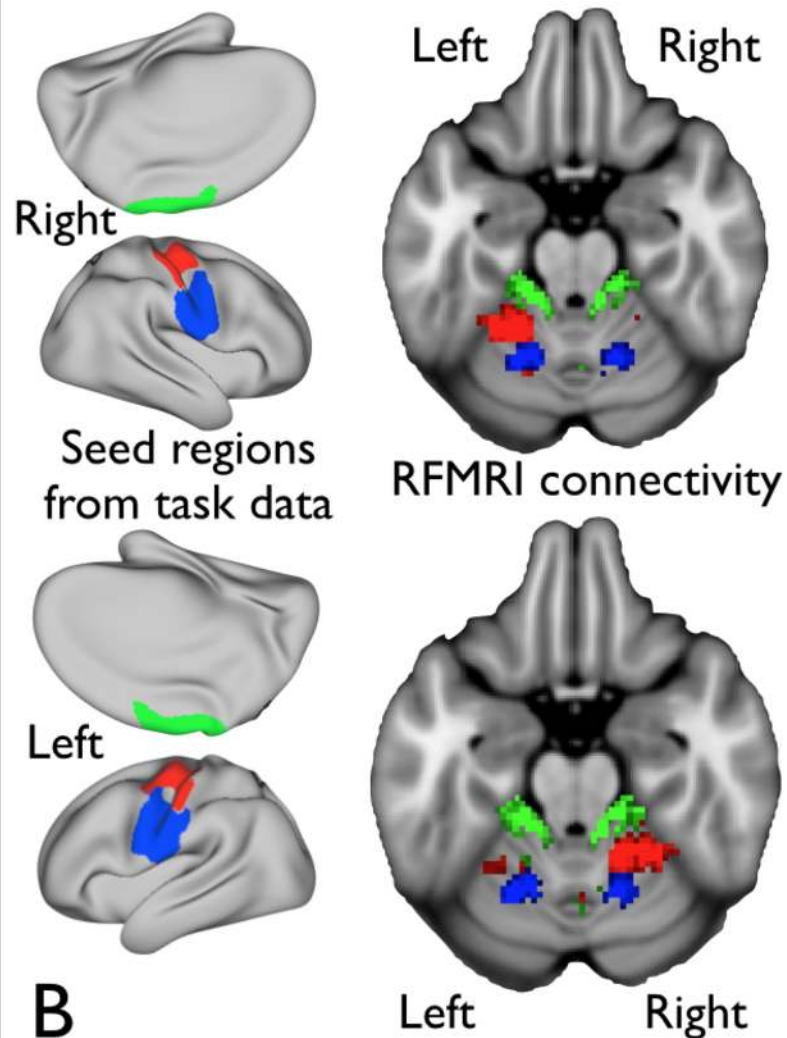 Left Right
Right
Seed regions
from task data
RFMRI connectivity
Left
Left Right
B